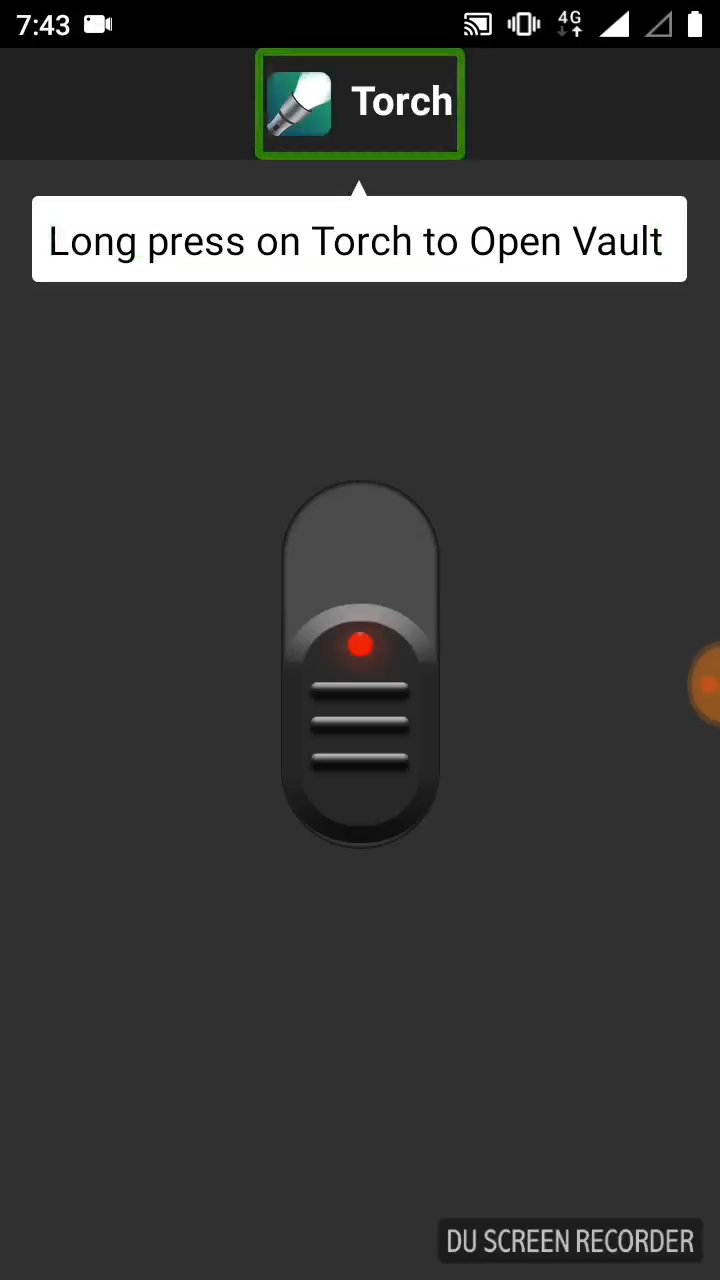 7:43
4G
Torch
Long press on Torch to Open Vault
DU SCREEN RECORDER